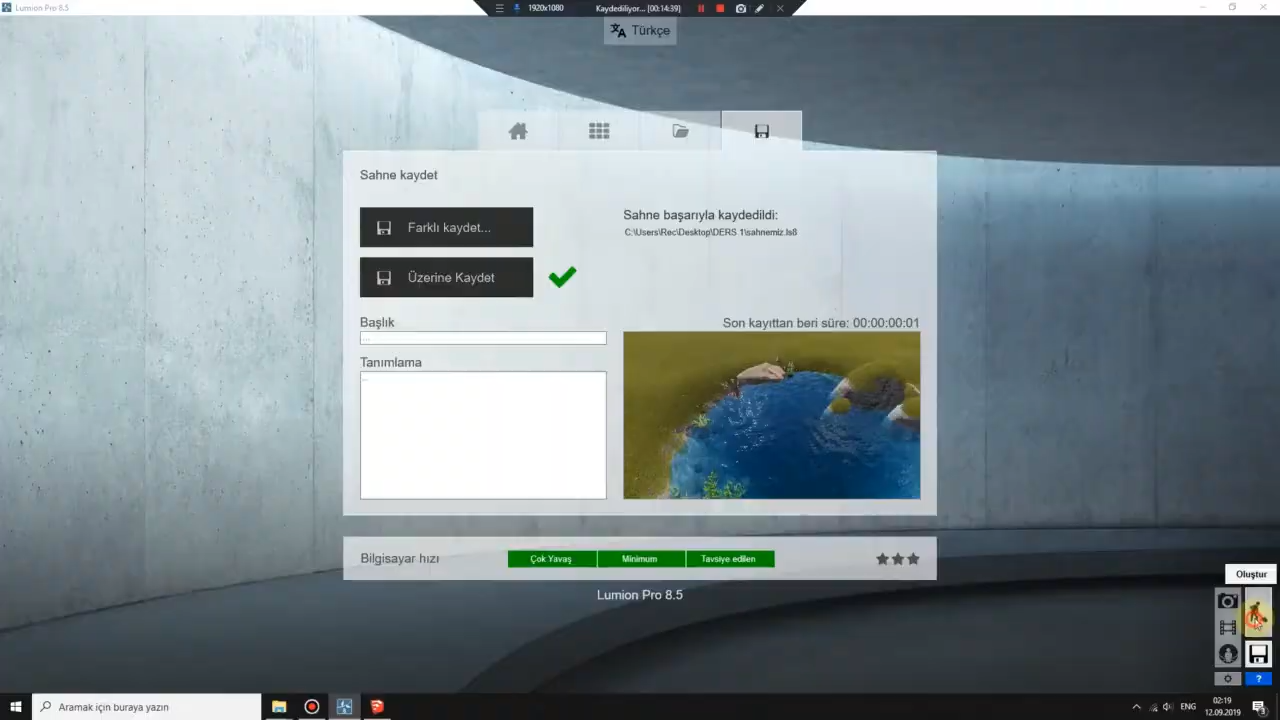 Lumion Pro 8.5
1920x1080
Kaydediliyor... [00:14:39]
Türkçe
Sahne kaydet
Farklı kaydet...
Sahne başarıyla kaydedildi:
C:\Users\Rec\Desktop\DERS 1\sahnemiz.ls8
Üzerine Kaydet
Başlık
Son kayıttan beri süre: 00:00:00:01
...
Tanımlama
...
Bilgisayar hızı
Çok Yavaş
Minimum
Tavsiye edilen
Oluştur
Lumion Pro 8.5
?
Aramak için buraya yazın
ENG
02:19
12.09.2019
3